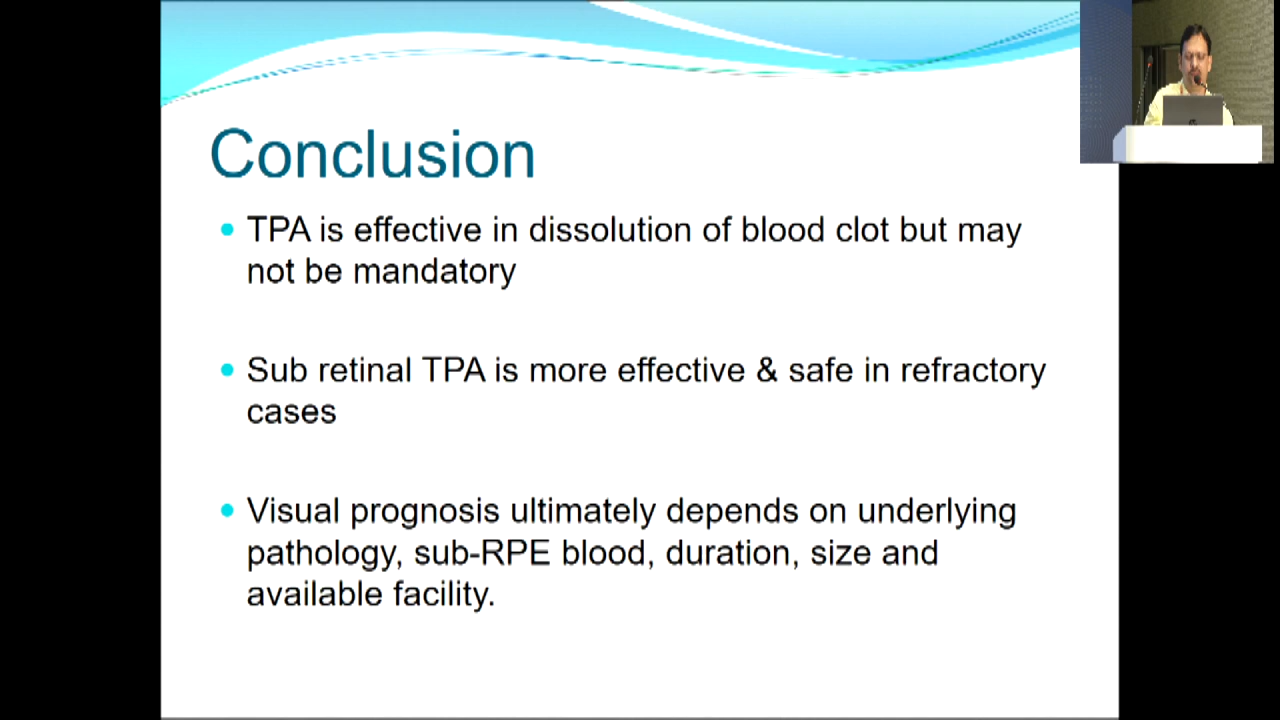 Conclusion
TPA is effective in dissolution of blood clot but may
not be mandatory
Sub retinal TPA is more effective & safe in refractory
cases
Visual prognosis ultimately depends on underlying
pathology, sub-RPE blood, duration, size and
available facility.